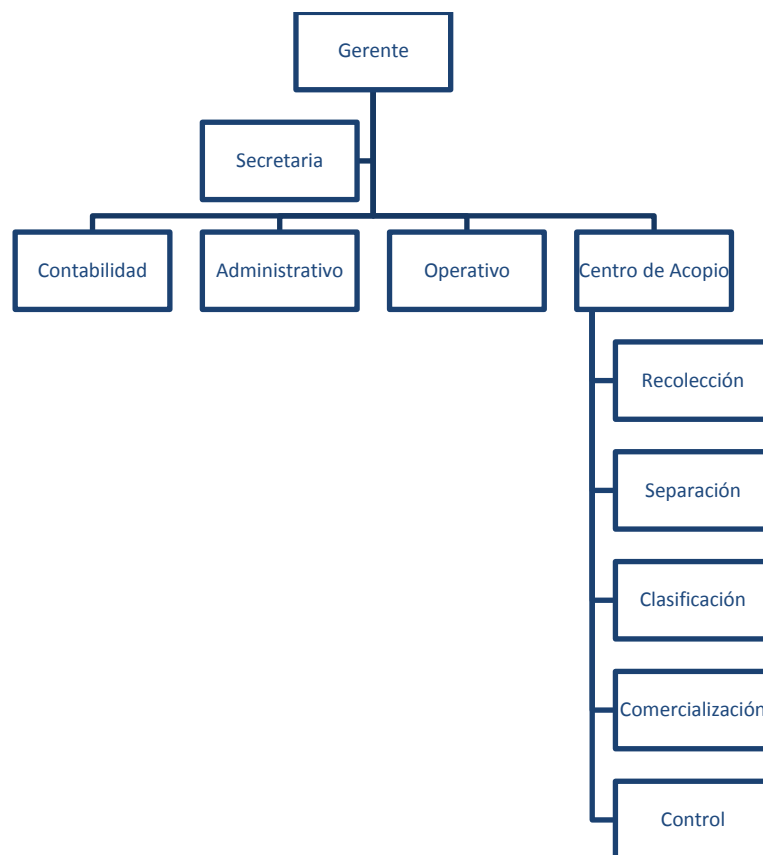 Gerente
Secretaria
Contabilidad
Administrativo
Operativo
Centro de Acopio
Recolección
Separación
Clasificación
Comercialización
Control